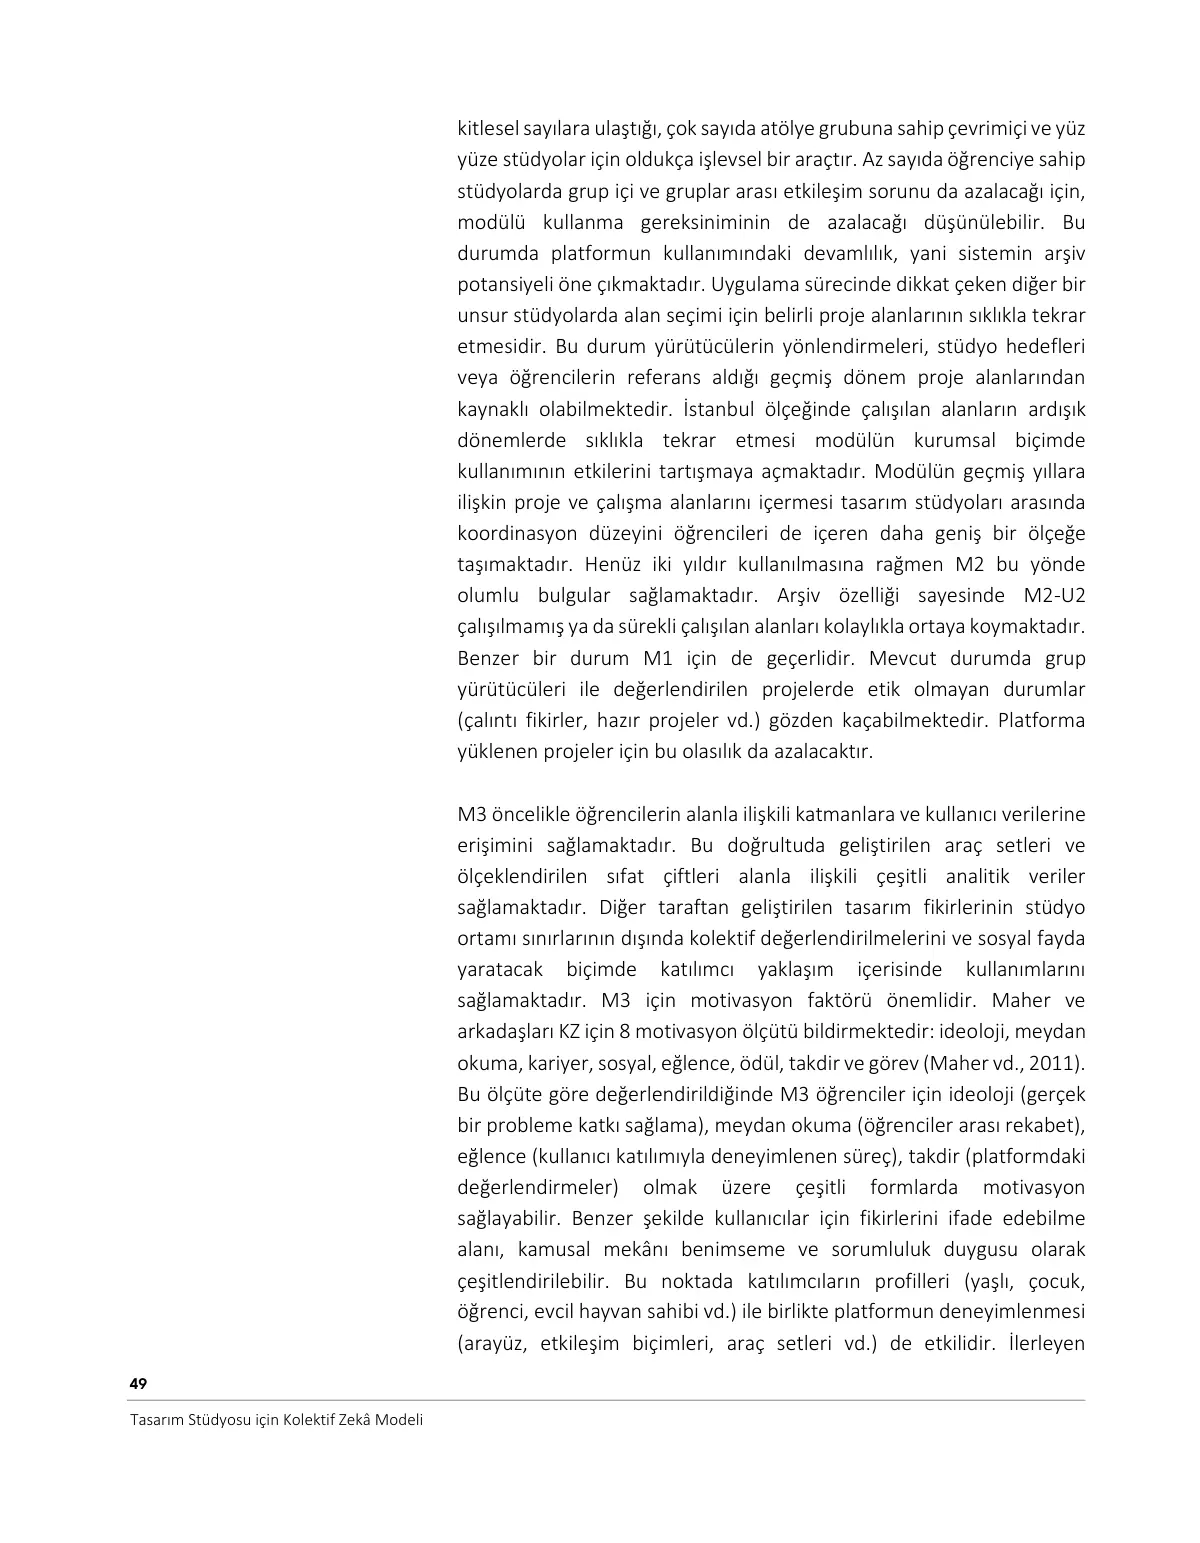 kitlesel sayılara ulaştığı, çok sayıda atölye grubuna sahip çevrimiçi ve yüz
yüze stüdyolar için oldukça işlevsel bir araçtır. Az sayıda öğrenciye sahip
stüdyolarda grup içi ve gruplar arası etkileşim sorunu da azalacağı için,
modülü kullanma gereksiniminin de azalacağı düşünülebilir. Bu
durumda platformun kullanımındaki devamlılık, yani sistemin arşiv
potansiyeli öne çıkmaktadır. Uygulama sürecinde dikkat çeken diğer bir
unsur stüdyolarda alan seçimi için belirli proje alanlarının sıklıkla tekrar
etmesidir. Bu durum yürütücülerin yönlendirmeleri, stüdyo hedefleri
veya öğrencilerin referans aldığı geçmiş dönem proje alanlarından
kaynaklı olabilmektedir. İstanbul ölçeğinde çalışılan alanların ardışık
dönemlerde sıklıkla tekrar etmesi modülün kurumsal biçimde
kullanımının etkilerini tartışmaya açmaktadır. Modülün geçmiş yıllara
ilişkin proje ve çalışma alanlarını içermesi tasarım stüdyoları arasında
koordinasyon düzeyini öğrencileri de içeren daha geniş bir ölçeğe
taşımaktadır. Henüz iki yıldır kullanılmasına rağmen M2 bu yönde
olumlu bulgular sağlamaktadır. Arşiv özelliği sayesinde M2-U2
çalışılmamış ya da sürekli çalışılan alanları kolaylıkla ortaya koymaktadır.
Benzer bir durum M1 için de geçerlidir. Mevcut durumda grup
yürütücüleri ile değerlendirilen projelerde etik olmayan durumlar
(çalıntı fikirler, hazır projeler vd.) gözden kaçabilmektedir. Platforma
yüklenen projeler için bu olasılık da azalacaktır.
M3 öncelikle öğrencilerin alanla ilişkili katmanlara ve kullanıcı verilerine
erişimini sağlamaktadır. Bu doğrultuda geliştirilen araç setleri ve
ölçeklendirilen sıfat çiftleri alanla ilişkili çeşitli analitik veriler
sağlamaktadır. Diğer taraftan geliştirilen tasarım fikirlerinin stüdyo
ortamı sınırlarının dışında kolektif değerlendirilmelerini ve sosyal fayda
yaratacak biçimde katılımcı yaklaşım içerisinde kullanımlarını
sağlamaktadır. M3 için motivasyon faktörü önemlidir. Maher ve
arkadaşları KZ için 8 motivasyon ölçütü bildirmektedir: ideoloji, meydan
okuma, kariyer, sosyal, eğlence, ödül, takdir ve görev (Maher vd., 2011).
Bu ölçüte göre değerlendirildiğinde M3 öğrenciler için ideoloji (gerçek
bir probleme katkı sağlama), meydan okuma (öğrenciler arası rekabet),
eğlence (kullanıcı katılımıyla deneyimlenen süreç), takdir (platformdaki
değerlendirmeler) olmak üzere çeşitli formlarda motivasyon
sağlayabilir. Benzer şekilde kullanıcılar için fikirlerini ifade edebilme
alanı, kamusal mekânı benimseme ve sorumluluk duygusu olarak
çeşitlendirilebilir. Bu noktada katılımcıların profilleri (yaşlı, çocuk,
öğrenci, evcil hayvan sahibi vd.) ile birlikte platformun deneyimlenmesi
(arayüz, etkileşim biçimleri, araç setleri vd.) de etkilidir. İlerleyen
49
Tasarım Stüdyosu için Kolektif Zekâ Modeli